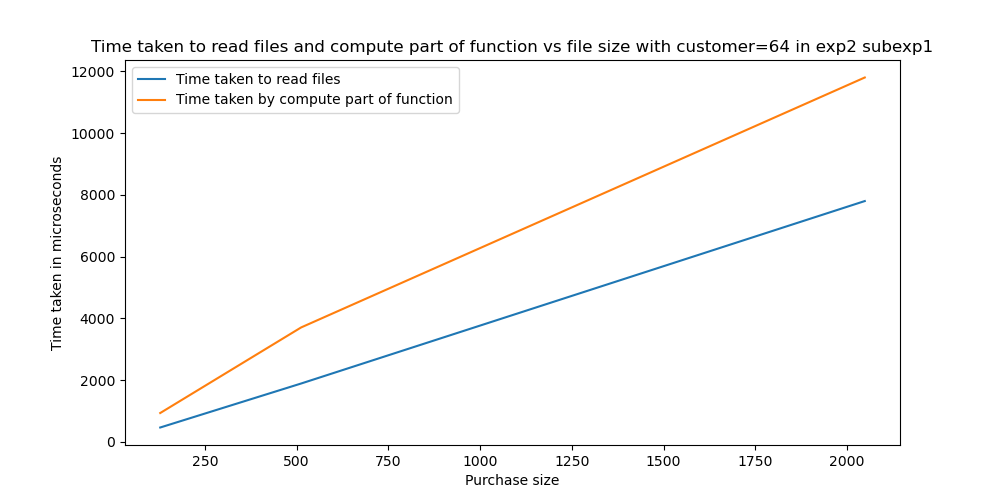 Time taken to read files and compute part of function vs file size with customer=64 in exp2 subexp1
Time taken to read files
Time taken by compute part of function
12000
10000
8000
6000
4000
2000
0
Time taken in microseconds
250 500 750 1000 1250 1500 1750 2000
Purchase size